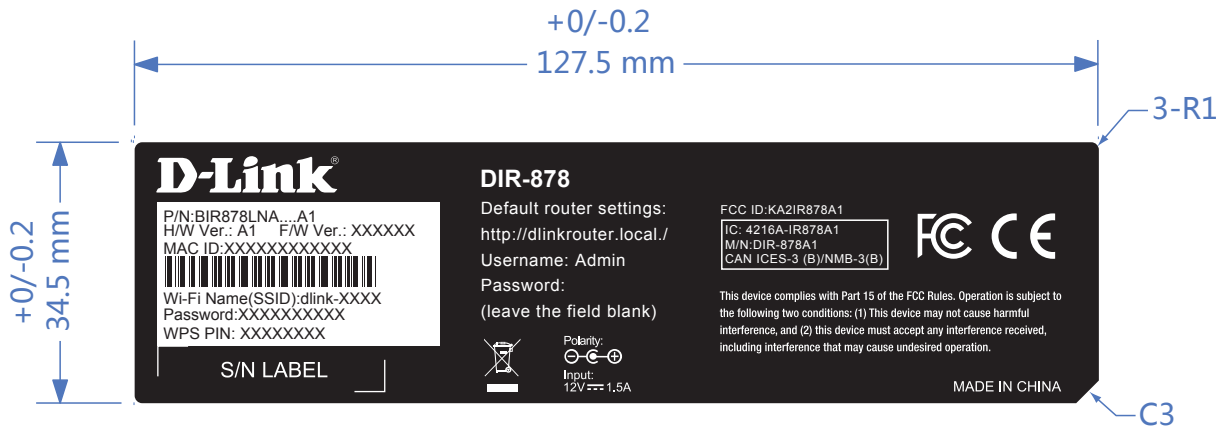 +0/-0.2
127.5 mm
3-R1
+0/-0.2
34.5 mm
D-Link®
P/N:BIR878LNA....A1
H/W Ver.: A1 F/W Ver.: XXXXXX
MAC ID:XXXXXXXXXXXX
Wi-Fi Name(SSID):dlink-XXXX
Password:XXXXXXXXXX
WPS PIN: XXXXXXXX
S/N LABEL
DIR-878
Default router settings:
http://dlinkrouter.local./
Username: Admin
Password:
(leave the field blank)
Polarity:
Input:
12V⎓1.5A
FCC ID:KA2IR878A1
IC: 4216A-IR878A1
M/N:DIR-878A1
CAN ICES-3 (B)/NMB-3(B)
FC CE
This device complies with Part 15 of the FCC Rules. Operation is subject to
the following two conditions: (1) This device may not cause harmful
interference, and (2) this device must accept any interference received,
including interference that may cause undesired operation.
MADE IN CHINA
C3